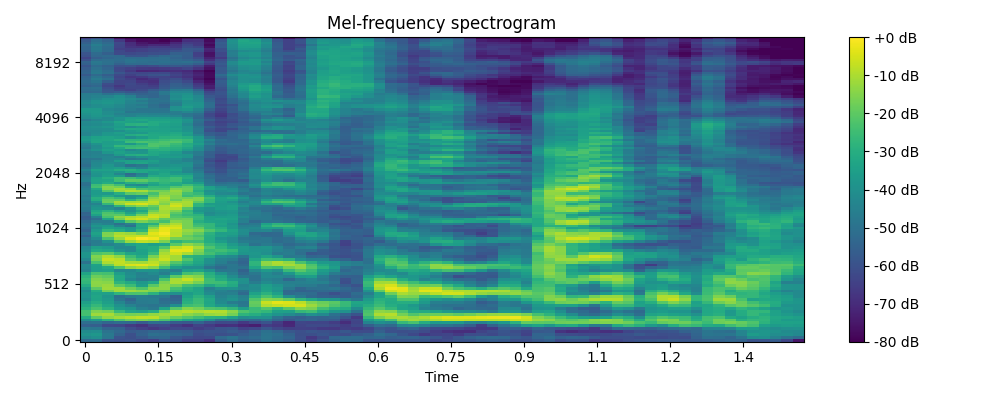 Mel-frequency spectrogram
Hz
8192
4096
2048
1024
512
0
0 0.15 0.3 0.45 0.6 0.75 0.9 1.1 1.2 1.4
Time
+0 dB
-10 dB
-20 dB
-30 dB
-40 dB
-50 dB
-60 dB
-70 dB
-80 dB